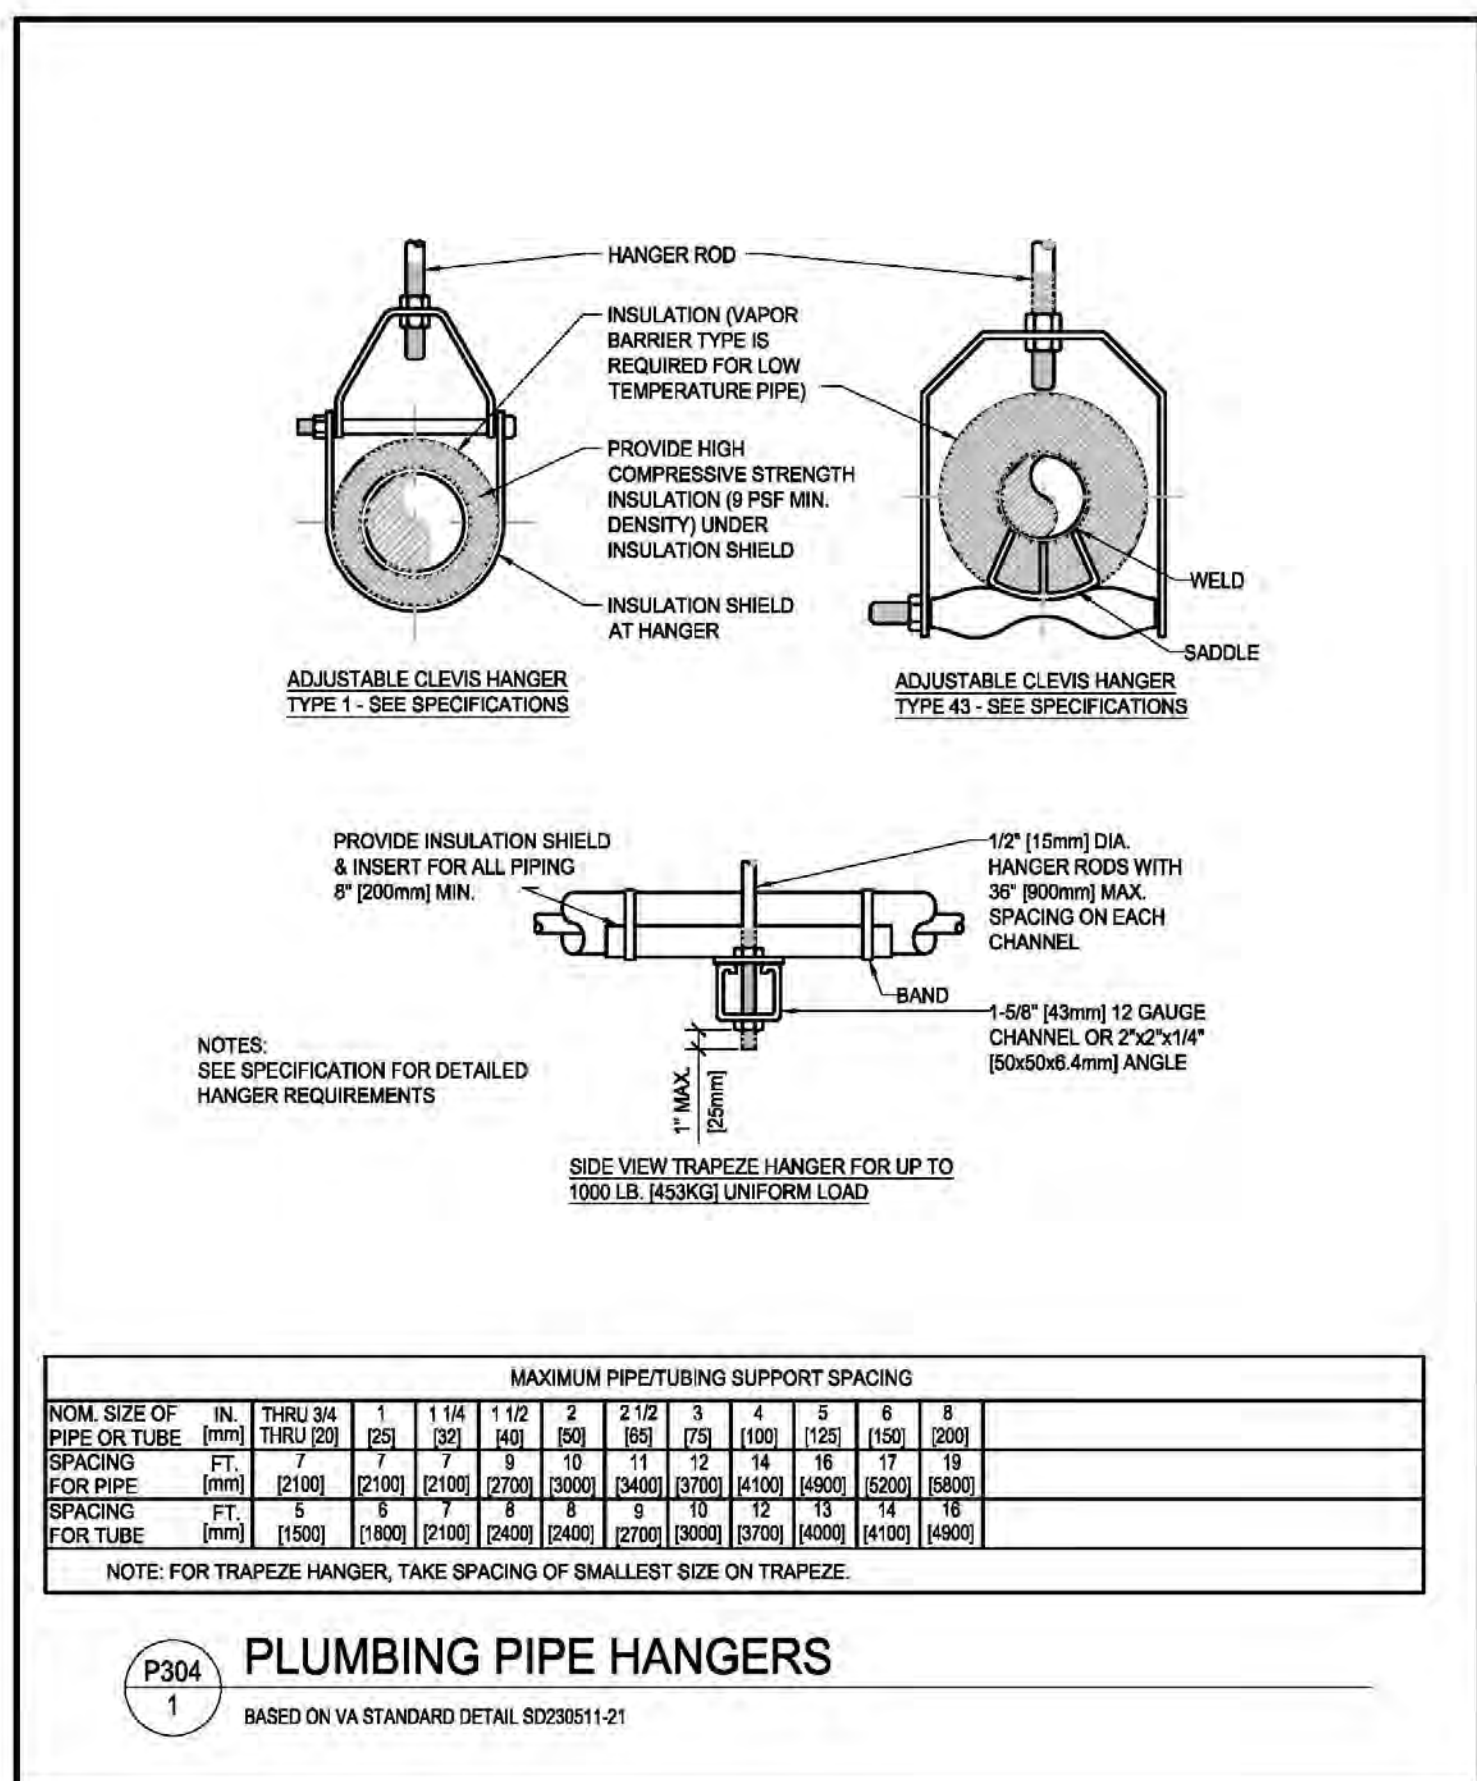 HANGER ROD
INSULATION (VAPOR
BARRIER TYPE IS
REQUIRED FOR LOW
TEMPERATURE PIPE)
PROVIDE HIGH
COMPRESSIVE STRENGTH
INSULATION (9 PSF MIN.
DENSITY) UNDER
INSULATION SHIELD
INSULATION SHIELD
AT HANGER
WELD
SADDLE
ADJUSTABLE CLEVIS HANGER
TYPE 1 - SEE SPECIFICATIONS
ADJUSTABLE CLEVIS HANGER
TYPE 43 - SEE SPECIFICATIONS
PROVIDE INSULATION SHIELD
& INSERT FOR ALL PIPING
8" [200mm] MIN.
1/2" [15mm] DIA.
HANGER RODS WITH
36" [900mm] MAX.
SPACING ON EACH
CHANNEL
BAND
1-5/8" [43mm] 12 GAUGE
CHANNEL OR 2"x2"x1/4"
[50x50x6.4mm] ANGLE
NOTES:
SEE SPECIFICATION FOR DETAILED
HANGER REQUIREMENTS
1" MAX.
[25mm]
SIDE VIEW TRAPEZE HANGER FOR UP TO
1000 LB. [453KG] UNIFORM LOAD
MAXIMUM PIPE/TUBING SUPPORT SPACING
NOM. SIZE OF IN. THRU 3/4 1 1 1/4 1 1/2 2 2 1/2 3 4 5 6 8
PIPE OR TUBE [mm] THRU [20] [25] [32] [40] [50] [65] [75] [100] [125] [150] [200]
SPACING FT. 7 7 7 9 10 11 12 14 16 17 19
FOR PIPE [mm] [2100] [2100] [2100] [2700] [3000] [3400] [3700] [4100] [4900] [5200] [5800]
SPACING FT. 5 6 7 8 8 9 10 12 13 14 16
FOR TUBE [mm] [1500] [1800] [2100] [2400] [2400] [2700] [3000] [3700] [4000] [4100] [4900]
NOTE: FOR TRAPEZE HANGER, TAKE SPACING OF SMALLEST SIZE ON TRAPEZE.
P304
1
PLUMBING PIPE HANGERS
BASED ON VA STANDARD DETAIL SD230511-21